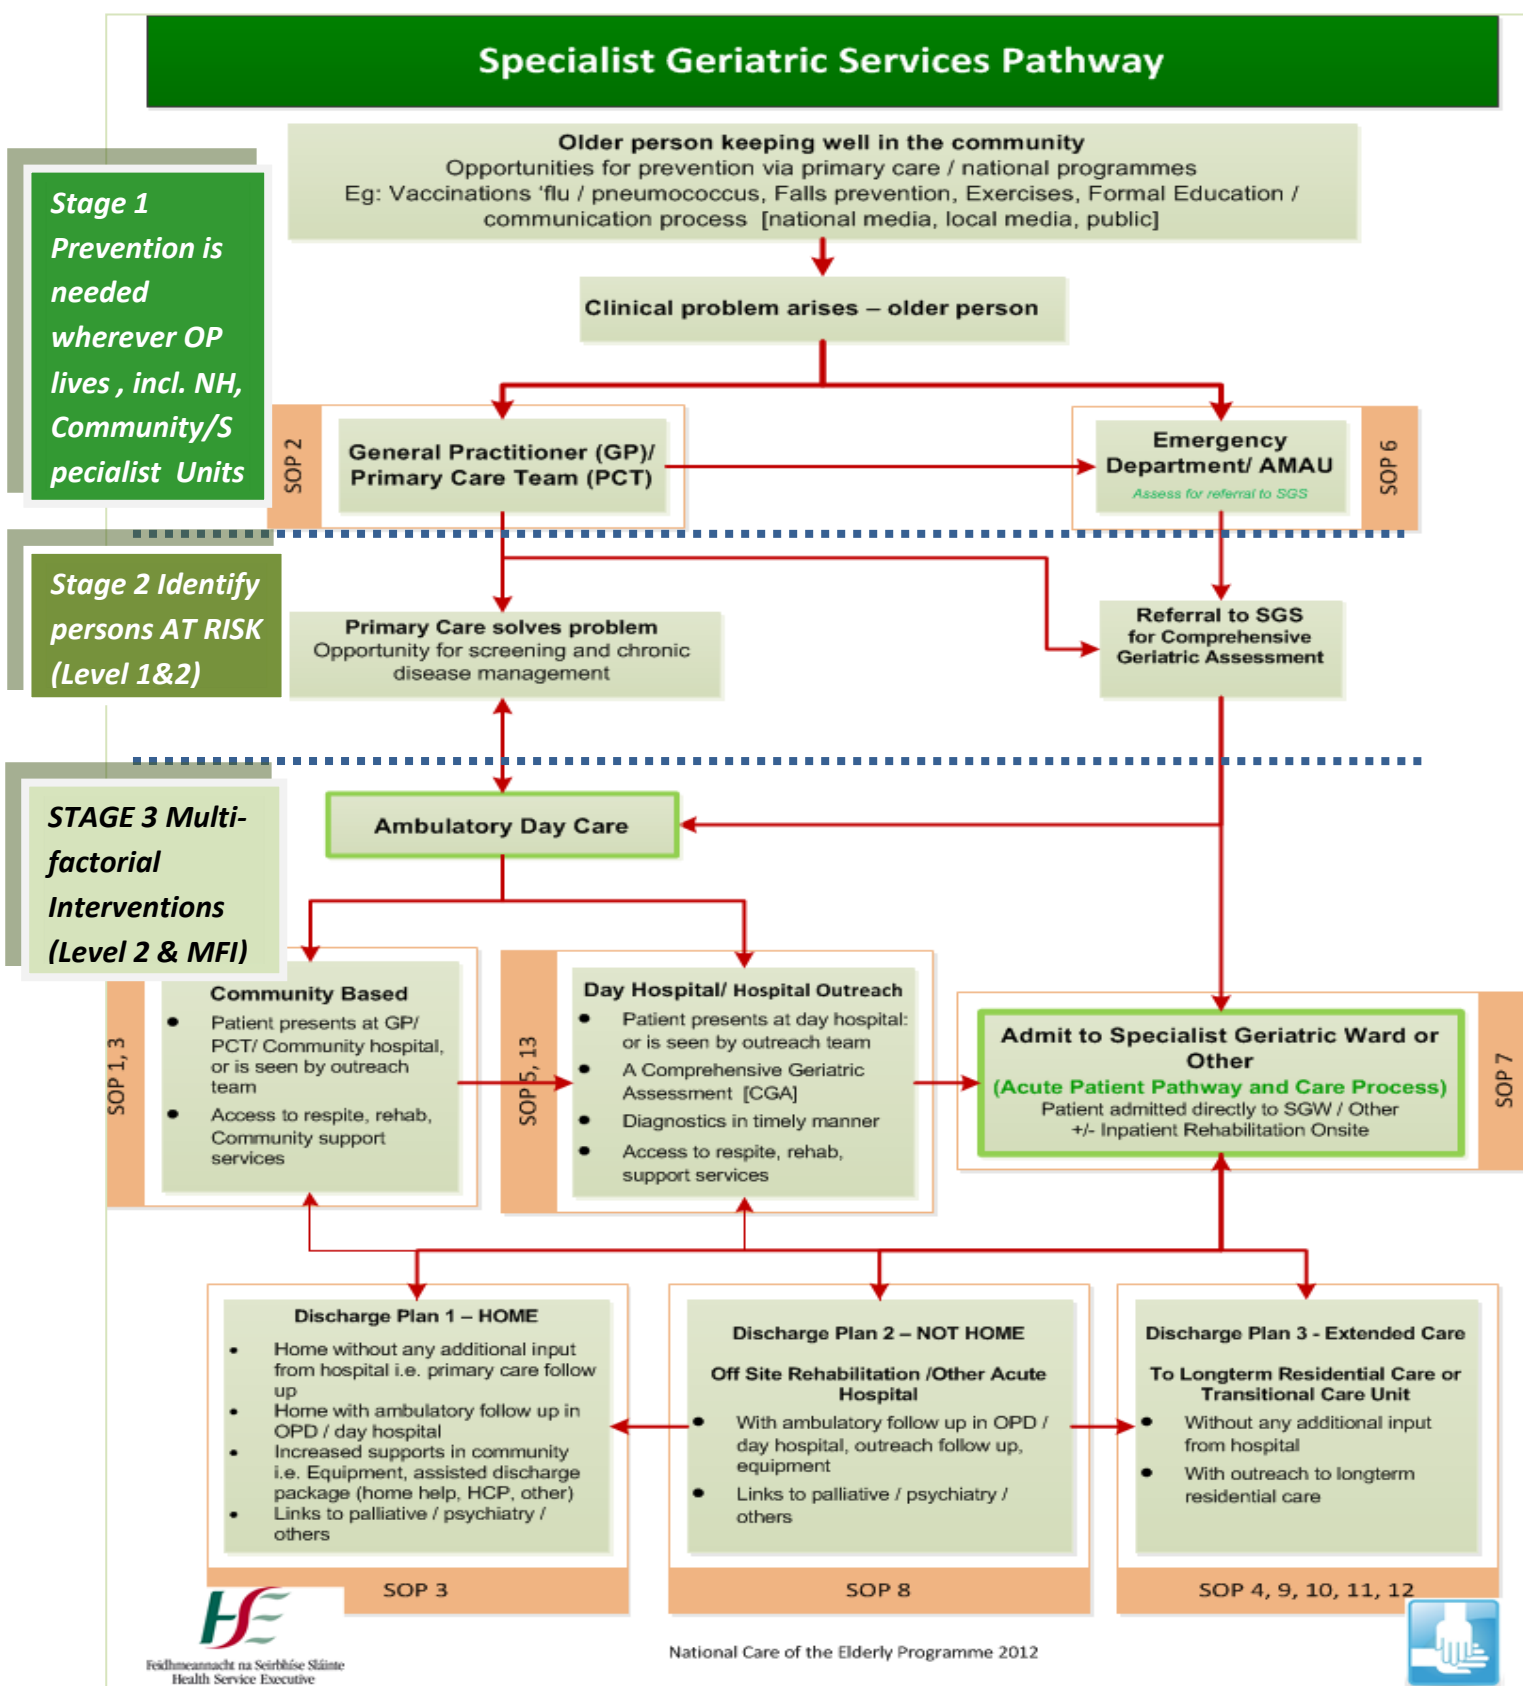 Specialist Geriatric Services Pathway
Older person keeping well in the community
Opportunities for prevention via primary care / national programmes
Eg: Vaccinations 'flu / pneumococcus, Falls prevention, Exercises, Formal Education /
communication process [national media, local media, public]
Stage 1
Prevention is
needed
wherever OP
lives , incl. NH,
Community/S
pecialist Units
Clinical problem arises – older person
SOP 2
General Practitioner (GP)/
Primary Care Team (PCT)
Emergency
Department/ AMAU
Assess for referral to SGS
SOP 6
Stage 2 Identify
persons AT RISK
(Level 1&2)
Primary Care solves problem
Opportunity for screening and chronic
disease management
Referral to SGS
for Comprehensive
Geriatric Assessment
STAGE 3 Multi-
factorial
Interventions
(Level 2 & MFI)
Ambulatory Day Care
SOP 1, 3
Community Based
• Patient presents at GP/
PCT/ Community hospital,
or is seen by outreach
team
• Access to respite, rehab,
Community support
services
SOP 5, 13
Day Hospital/ Hospital Outreach
• Patient presents at day hospital:
or is seen by outreach team
• A Comprehensive Geriatric
Assessment [CGA]
• Diagnostics in timely manner
• Access to respite, rehab,
support services
Admit to Specialist Geriatric Ward or
Other
(Acute Patient Pathway and Care Process)
Patient admitted directly to SGW / Other
+/- Inpatient Rehabilitation Onsite
SOP 7
Discharge Plan 1 – HOME
• Home without any additional input
from hospital i.e. primary care follow
up
• Home with ambulatory follow up in
OPD / day hospital
• Increased supports in community
i.e. Equipment, assisted discharge
package (home help, HCP, other)
• Links to palliative / psychiatry /
others
SOP 3
Discharge Plan 2 – NOT HOME
Off Site Rehabilitation /Other Acute
Hospital
• With ambulatory follow up in OPD /
day hospital, outreach follow up,
equipment
• Links to palliative / psychiatry /
others
SOP 8
Discharge Plan 3 - Extended Care
To Longterm Residential Care or
Transitional Care Unit
• Without any additional input
from hospital
• With outreach to longterm
residential care
SOP 4, 9, 10, 11, 12
HSE
Feidhmeannacht na Seirbhíse Sláinte
Health Service Executive
National Care of the Elderly Programme 2012